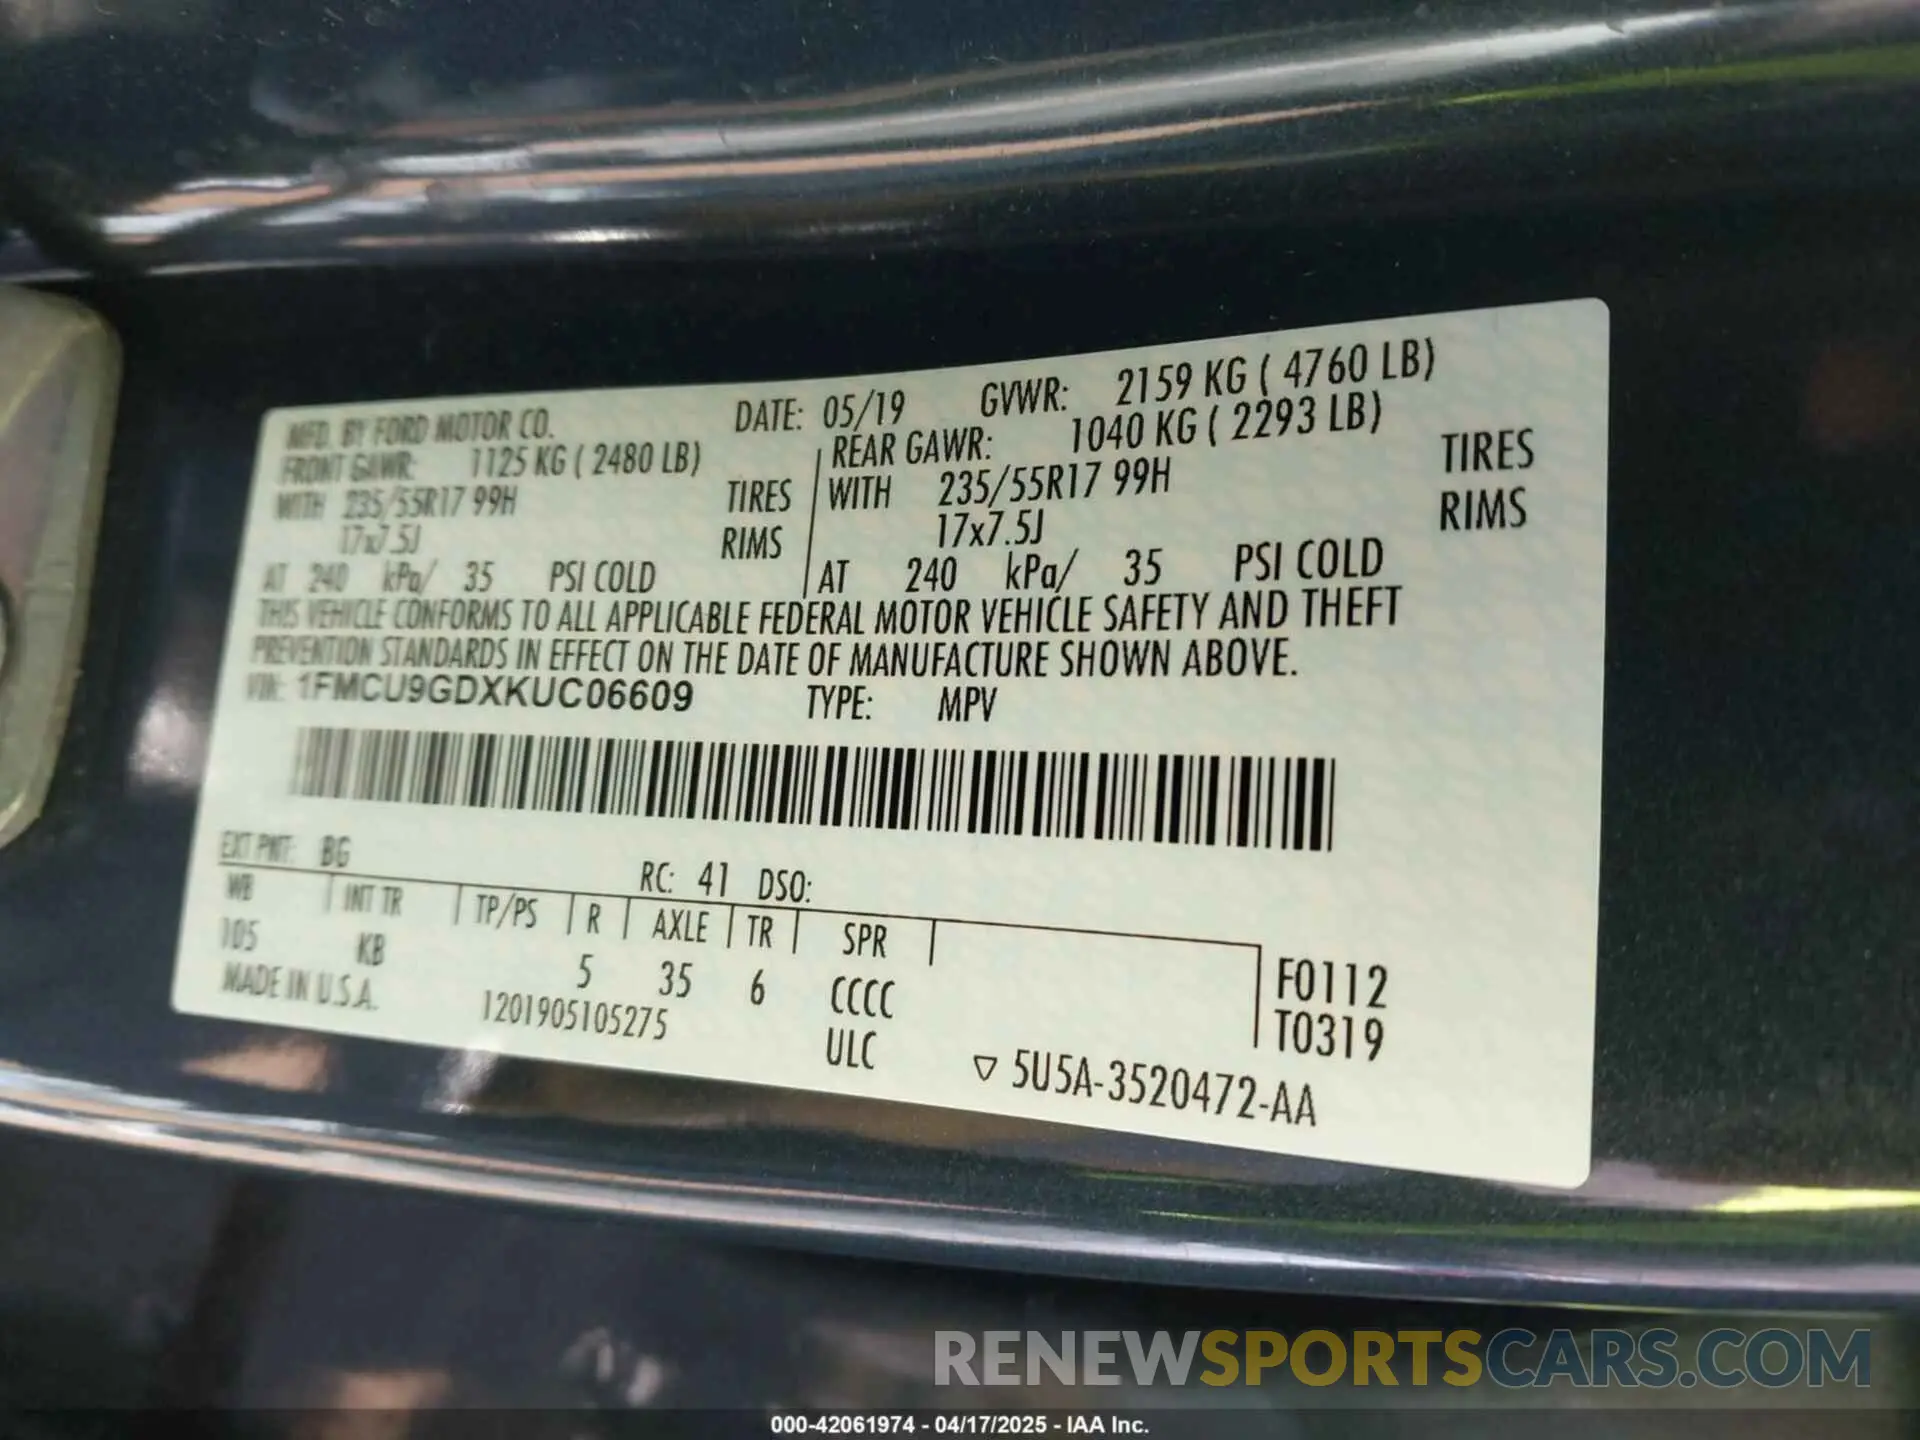 MFD. BY FORD MOTOR CO. DATE: 05/19 GVWR: 2159 KG ( 4760 LB)
FRONT GAWR: 1125 KG ( 2480 LB) REAR GAWR: 1040 KG ( 2293 LB)
WITH 235/55R17 99H TIRES WITH 235/55R17 99H TIRES
17x7.5J RIMS 17x7.5J RIMS
AT 240 kPa/ 35 PSI COLD AT 240 kPa/ 35 PSI COLD
THIS VEHICLE CONFORMS TO ALL APPLICABLE FEDERAL MOTOR VEHICLE SAFETY AND THEFT
PREVENTION STANDARDS IN EFFECT ON THE DATE OF MANUFACTURE SHOWN ABOVE.
VIN: 1FMCU9GDXKUC06609 TYPE: MPV
EXT PNT: BG RC: 41 DSO:
WB INT TR TP/PS R AXLE TR SPR
105 KB 5 35 6 CCCC F0112
MADE IN U.S.A. 1201905105275 ULC T0319
▽ 5U5A-3520472-AA
RENEWSPORTSCARS.COM
000-42061974 - 04/17/2025 - IAA Inc.